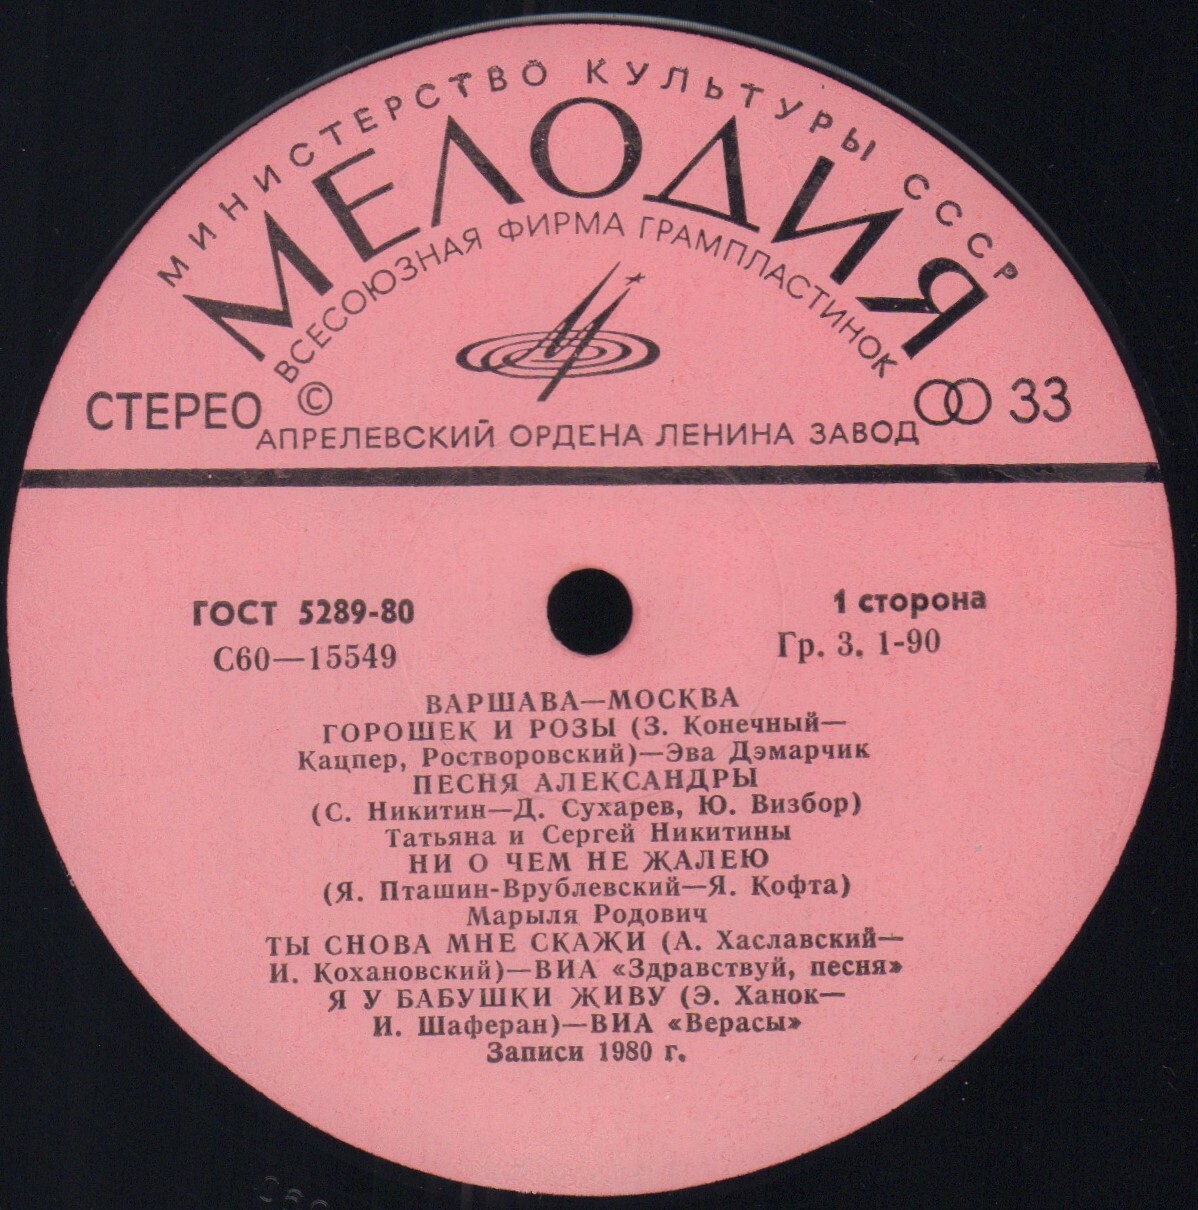 МИНИСТЕРСТВО КУЛЬТУРЫ СССР
МЕЛОДИЯ
ВСЕСОЮЗНАЯ ФИРМА ГРАМПЛАСТИНОК
СТЕРЕО © 33
АПРЕЛЕВСКИЙ ОРДЕНА ЛЕНИНА ЗАВОД
ГОСТ 5289-80 1 сторона
С60—15549 Гр. 3. 1-90
ВАРШАВА—МОСКВА
ГОРОШЕК И РОЗЫ (З. Конечный—
Кацпер, Ростворовский)—Эва Дэмарчик
ПЕСНЯ АЛЕКСАНДРЫ
(С. Никитин—Д. Сухарев, Ю. Визбор)
Татьяна и Сергей Никитины
НИ О ЧЕМ НЕ ЖАЛЕЮ
(Я. Пташин-Врублевский—Я. Кофта)
Марыля Родович
ТЫ СНОВА МНЕ СКАЖИ (А. Хаславский—
И. Кохановский)—ВИА «Здравствуй, песня»
Я У БАБУШКИ ЖИВУ (Э. Ханок—
И. Шаферан)—ВИА «Верасы»
Записи 1980 г.